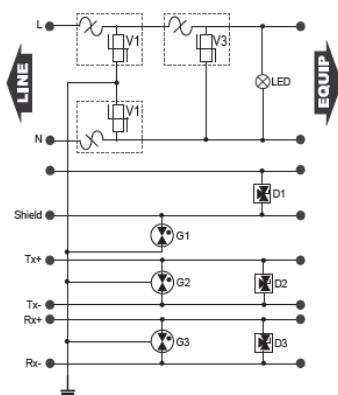 L
V1
V3
LINE
EQUIP
LED
V1
N
D1
Shield
G1
Tx+
G2
D2
Tx-
Rx+
G3
D3
Rx-